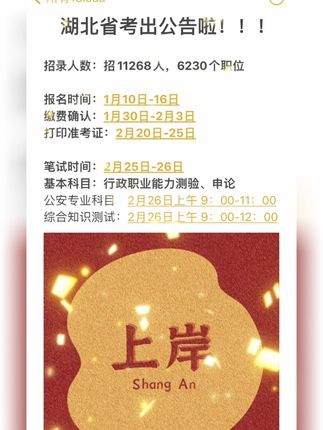 湖北省考出公告啦！！！
招录人数：招11268人，6230个职位
报名时间：1月10日-16日
缴费确认：1月30日-2月3日
打印准考证：2月20日-25日
笔试时间：2月25日-26日
基本科目：行政职业能力测验、申论
公安专业科目 2月26日上午9：00-11：00
综合知识测试：2月26日上午9：00-12：00
上岸
Shang An